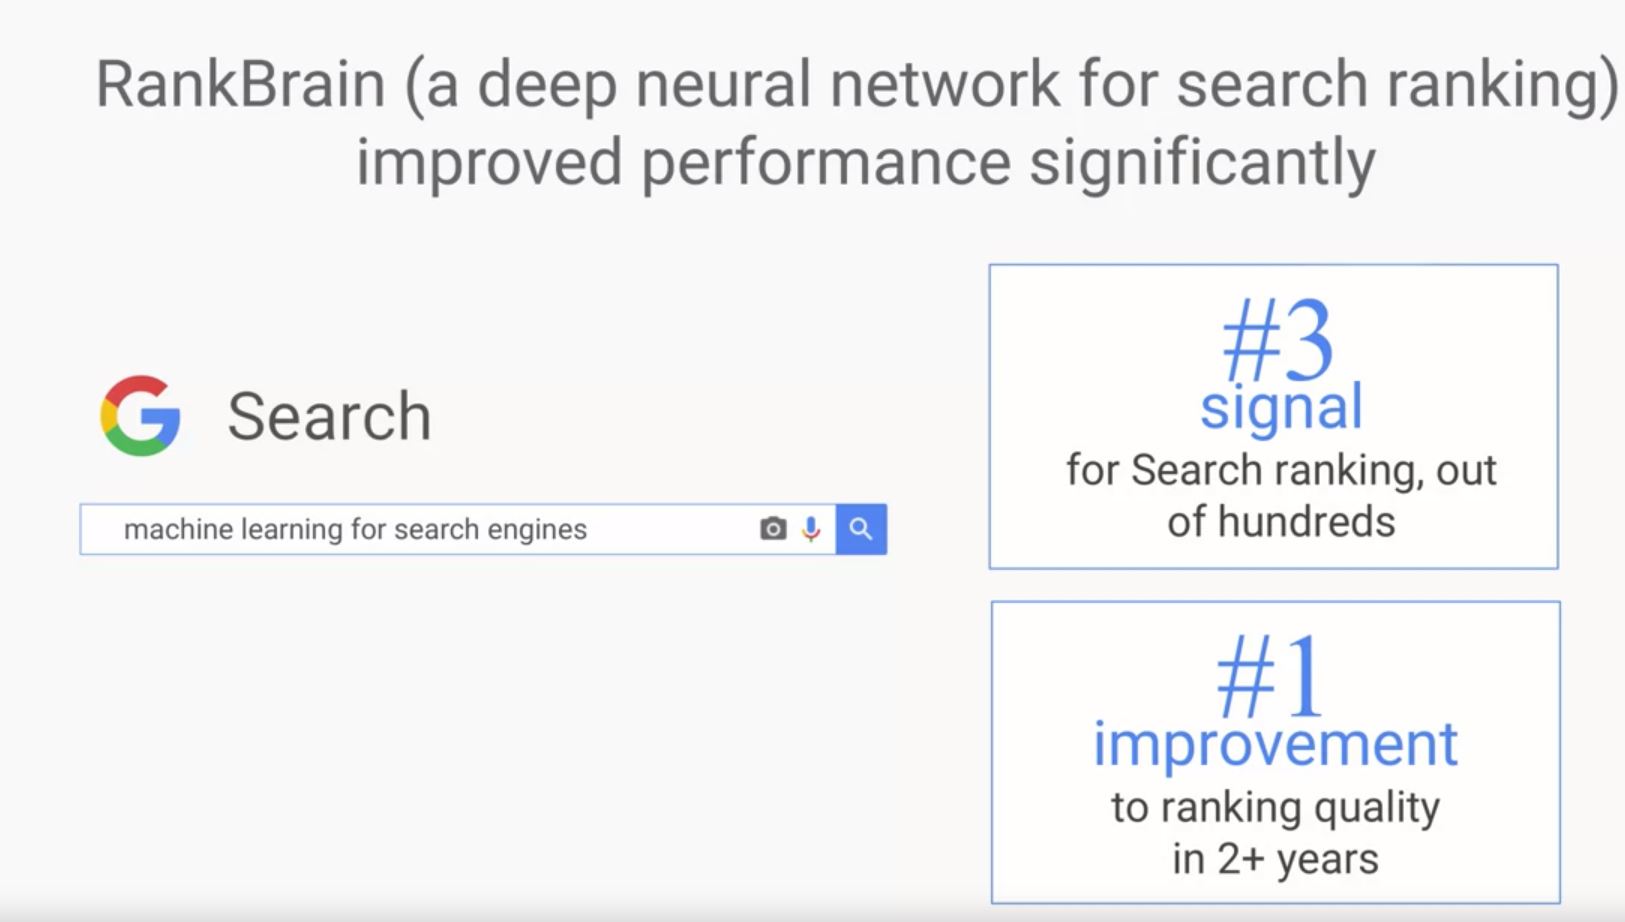 RankBrain (a deep neural network for search ranking)
improved performance significantly
Search
machine learning for search engines
#3
signal
for Search ranking, out
of hundreds
#1
improvement
to ranking quality
in 2+ years